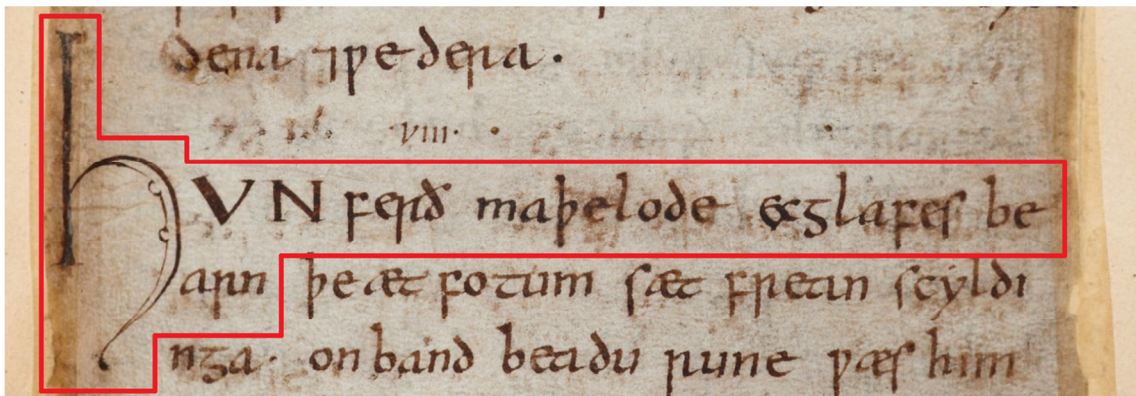 dena ⁊ ƿedera·
·viii·
hVN ferð maþelode ecglafes be
arn þe æt fotum sæt frean scyldi
nga· onband beadu rune ƿæs him